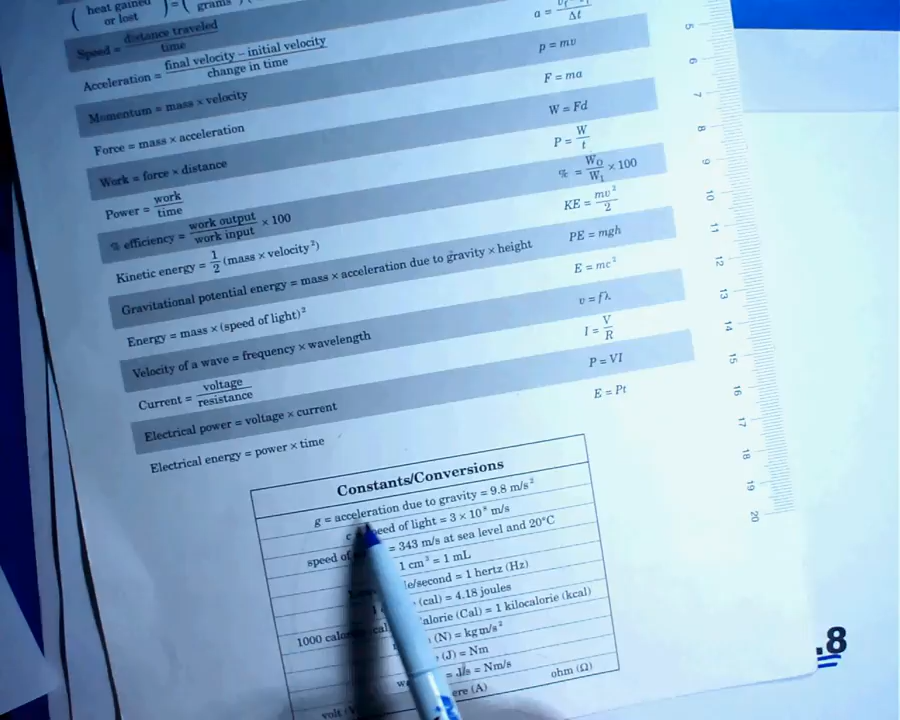 ( heat gained or lost ) = ( grams ) (
a = Δt
Speed = distance traveled / time
Acceleration = final velocity – initial velocity / change in time
p = mv
Momentum = mass × velocity
F = ma
Force = mass × acceleration
W = Fd
Work = force × distance
P = W / t
Power = work / time
% = W_O / W_I × 100
% efficiency = work output / work input × 100
KE = mv² / 2
Kinetic energy = 1/2 (mass × velocity²)
PE = mgh
Gravitational potential energy = mass × acceleration due to gravity × height
E = mc²
Energy = mass × (speed of light)²
v = fλ
Velocity of a wave = frequency × wavelength
I = V / R
Current = voltage / resistance
P = VI
Electrical power = voltage × current
E = Pt
Electrical energy = power × time
Constants/Conversions
g = acceleration due to gravity = 9.8 m/s²
c speed of light = 3 × 10⁸ m/s
speed of = 343 m/s at sea level and 20°C
1 cm³ = 1 mL
/second = 1 hertz (Hz)
(cal) = 4.18 joules
1000 (Cal) = 1 kilocalorie (kcal)
(N) = kgm/s²
(J) = Nm
= J/s = Nm/s
volt (A) ohm (Ω)
5
6
7
8
9
10
11
12
13
14
15
16
17
18
19
20
.8